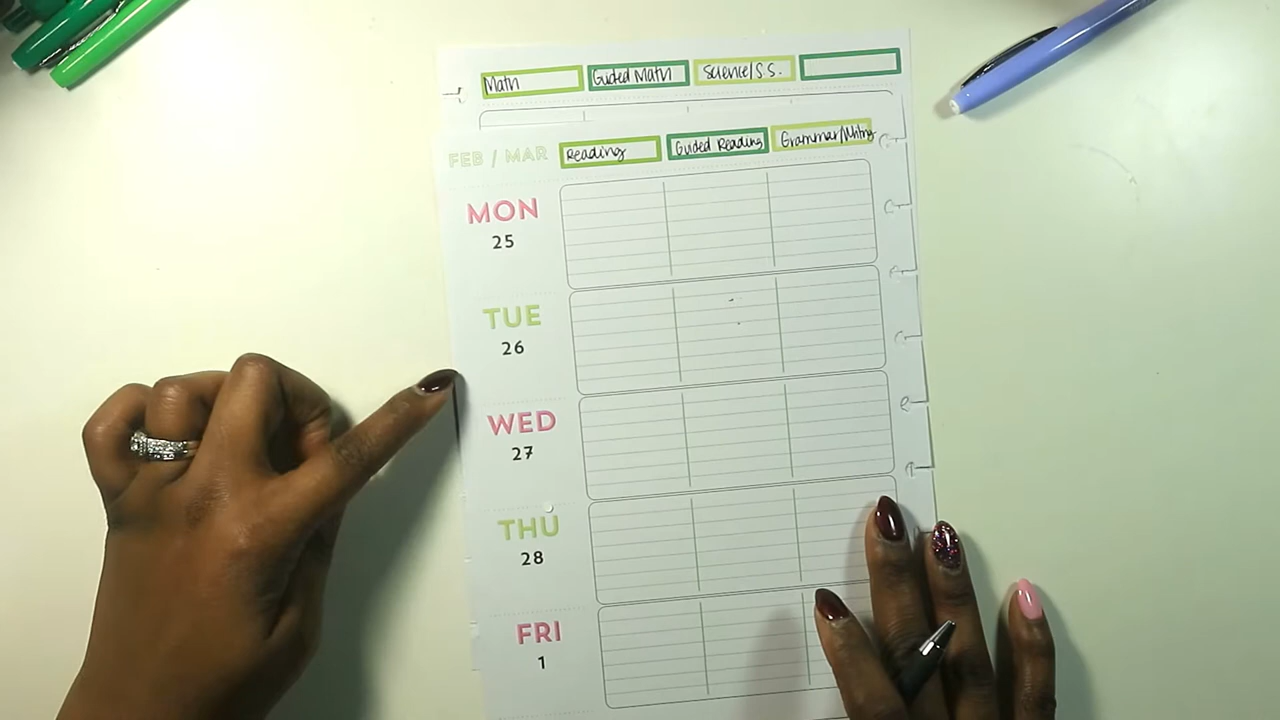 Math Guided Math Science/S.S.
FEB / MAR Reading Guided Reading Grammar/Writing
MON
25
TUE
26
WED
27
THU
28
FRI
1